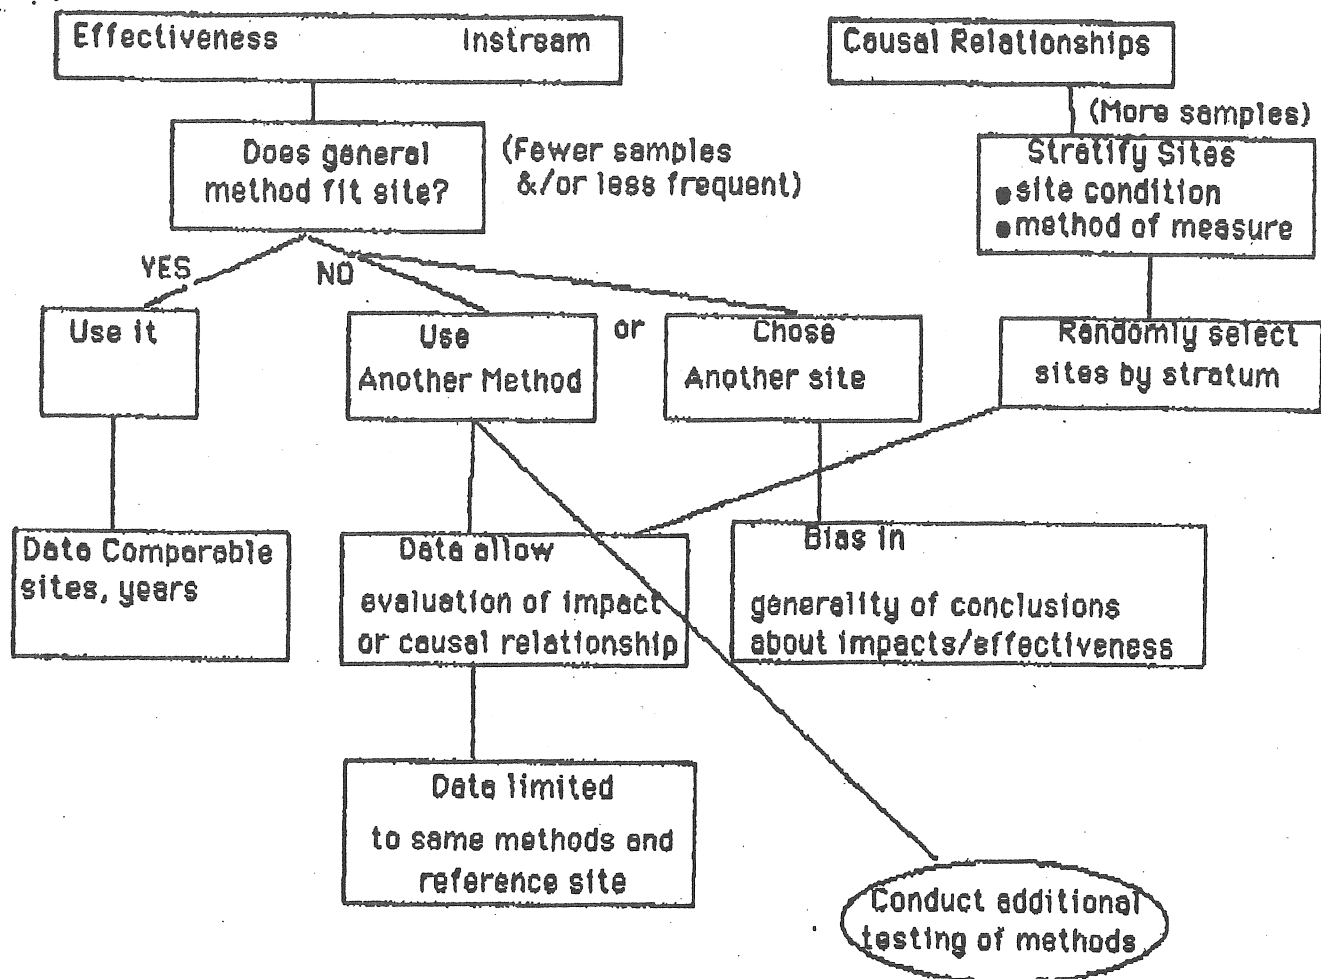 Effectiveness Instream
Causal Relationships
(More samples)
Does general
method fit site?
(Fewer samples
&/or less frequent)
Stratify Sites
●site condition
●method of measure
YES
NO
Use it
Use
Another Method
or
Chose
Another site
Randomly select
sites by stratum
Data Comparable
sites, years
Data allow
evaluation of impact
or causal relationship
Bias in
generality of conclusions
about impacts/effectiveness
Data limited
to same methods and
reference site
Conduct additional
testing of methods